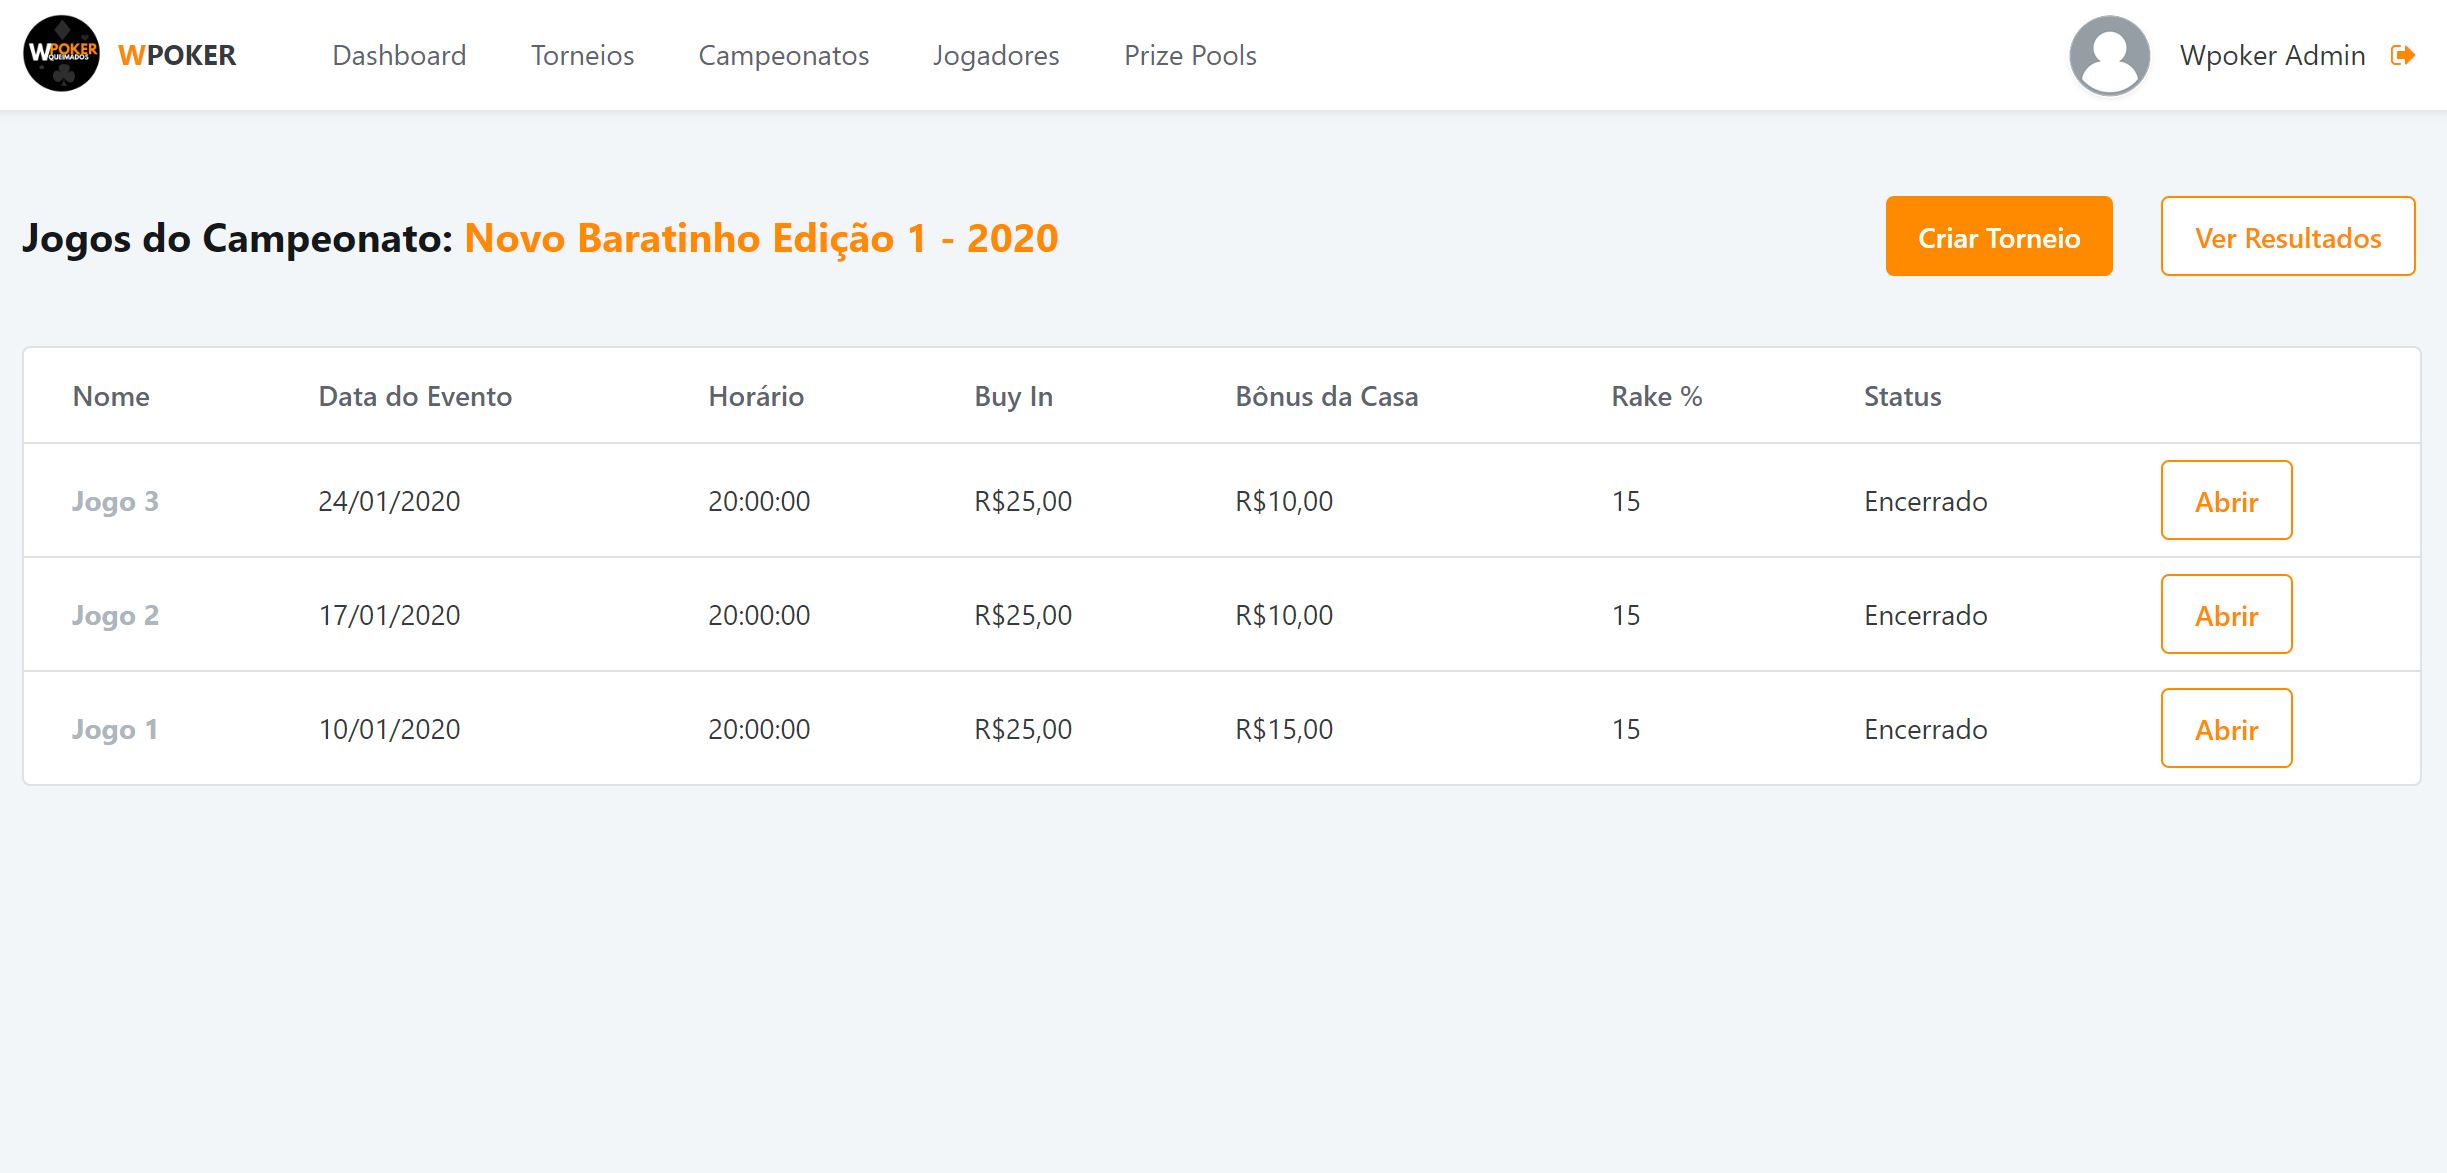 WPOKER QUEIMADOS
WPOKER Dashboard Torneios Campeonatos Jogadores Prize Pools Wpoker Admin
Jogos do Campeonato: Novo Baratinho Edição 1 - 2020 Criar Torneio Ver Resultados
Nome Data do Evento Horário Buy In Bônus da Casa Rake % Status
Jogo 3 24/01/2020 20:00:00 R$25,00 R$10,00 15 Encerrado Abrir
Jogo 2 17/01/2020 20:00:00 R$25,00 R$10,00 15 Encerrado Abrir
Jogo 1 10/01/2020 20:00:00 R$25,00 R$15,00 15 Encerrado Abrir